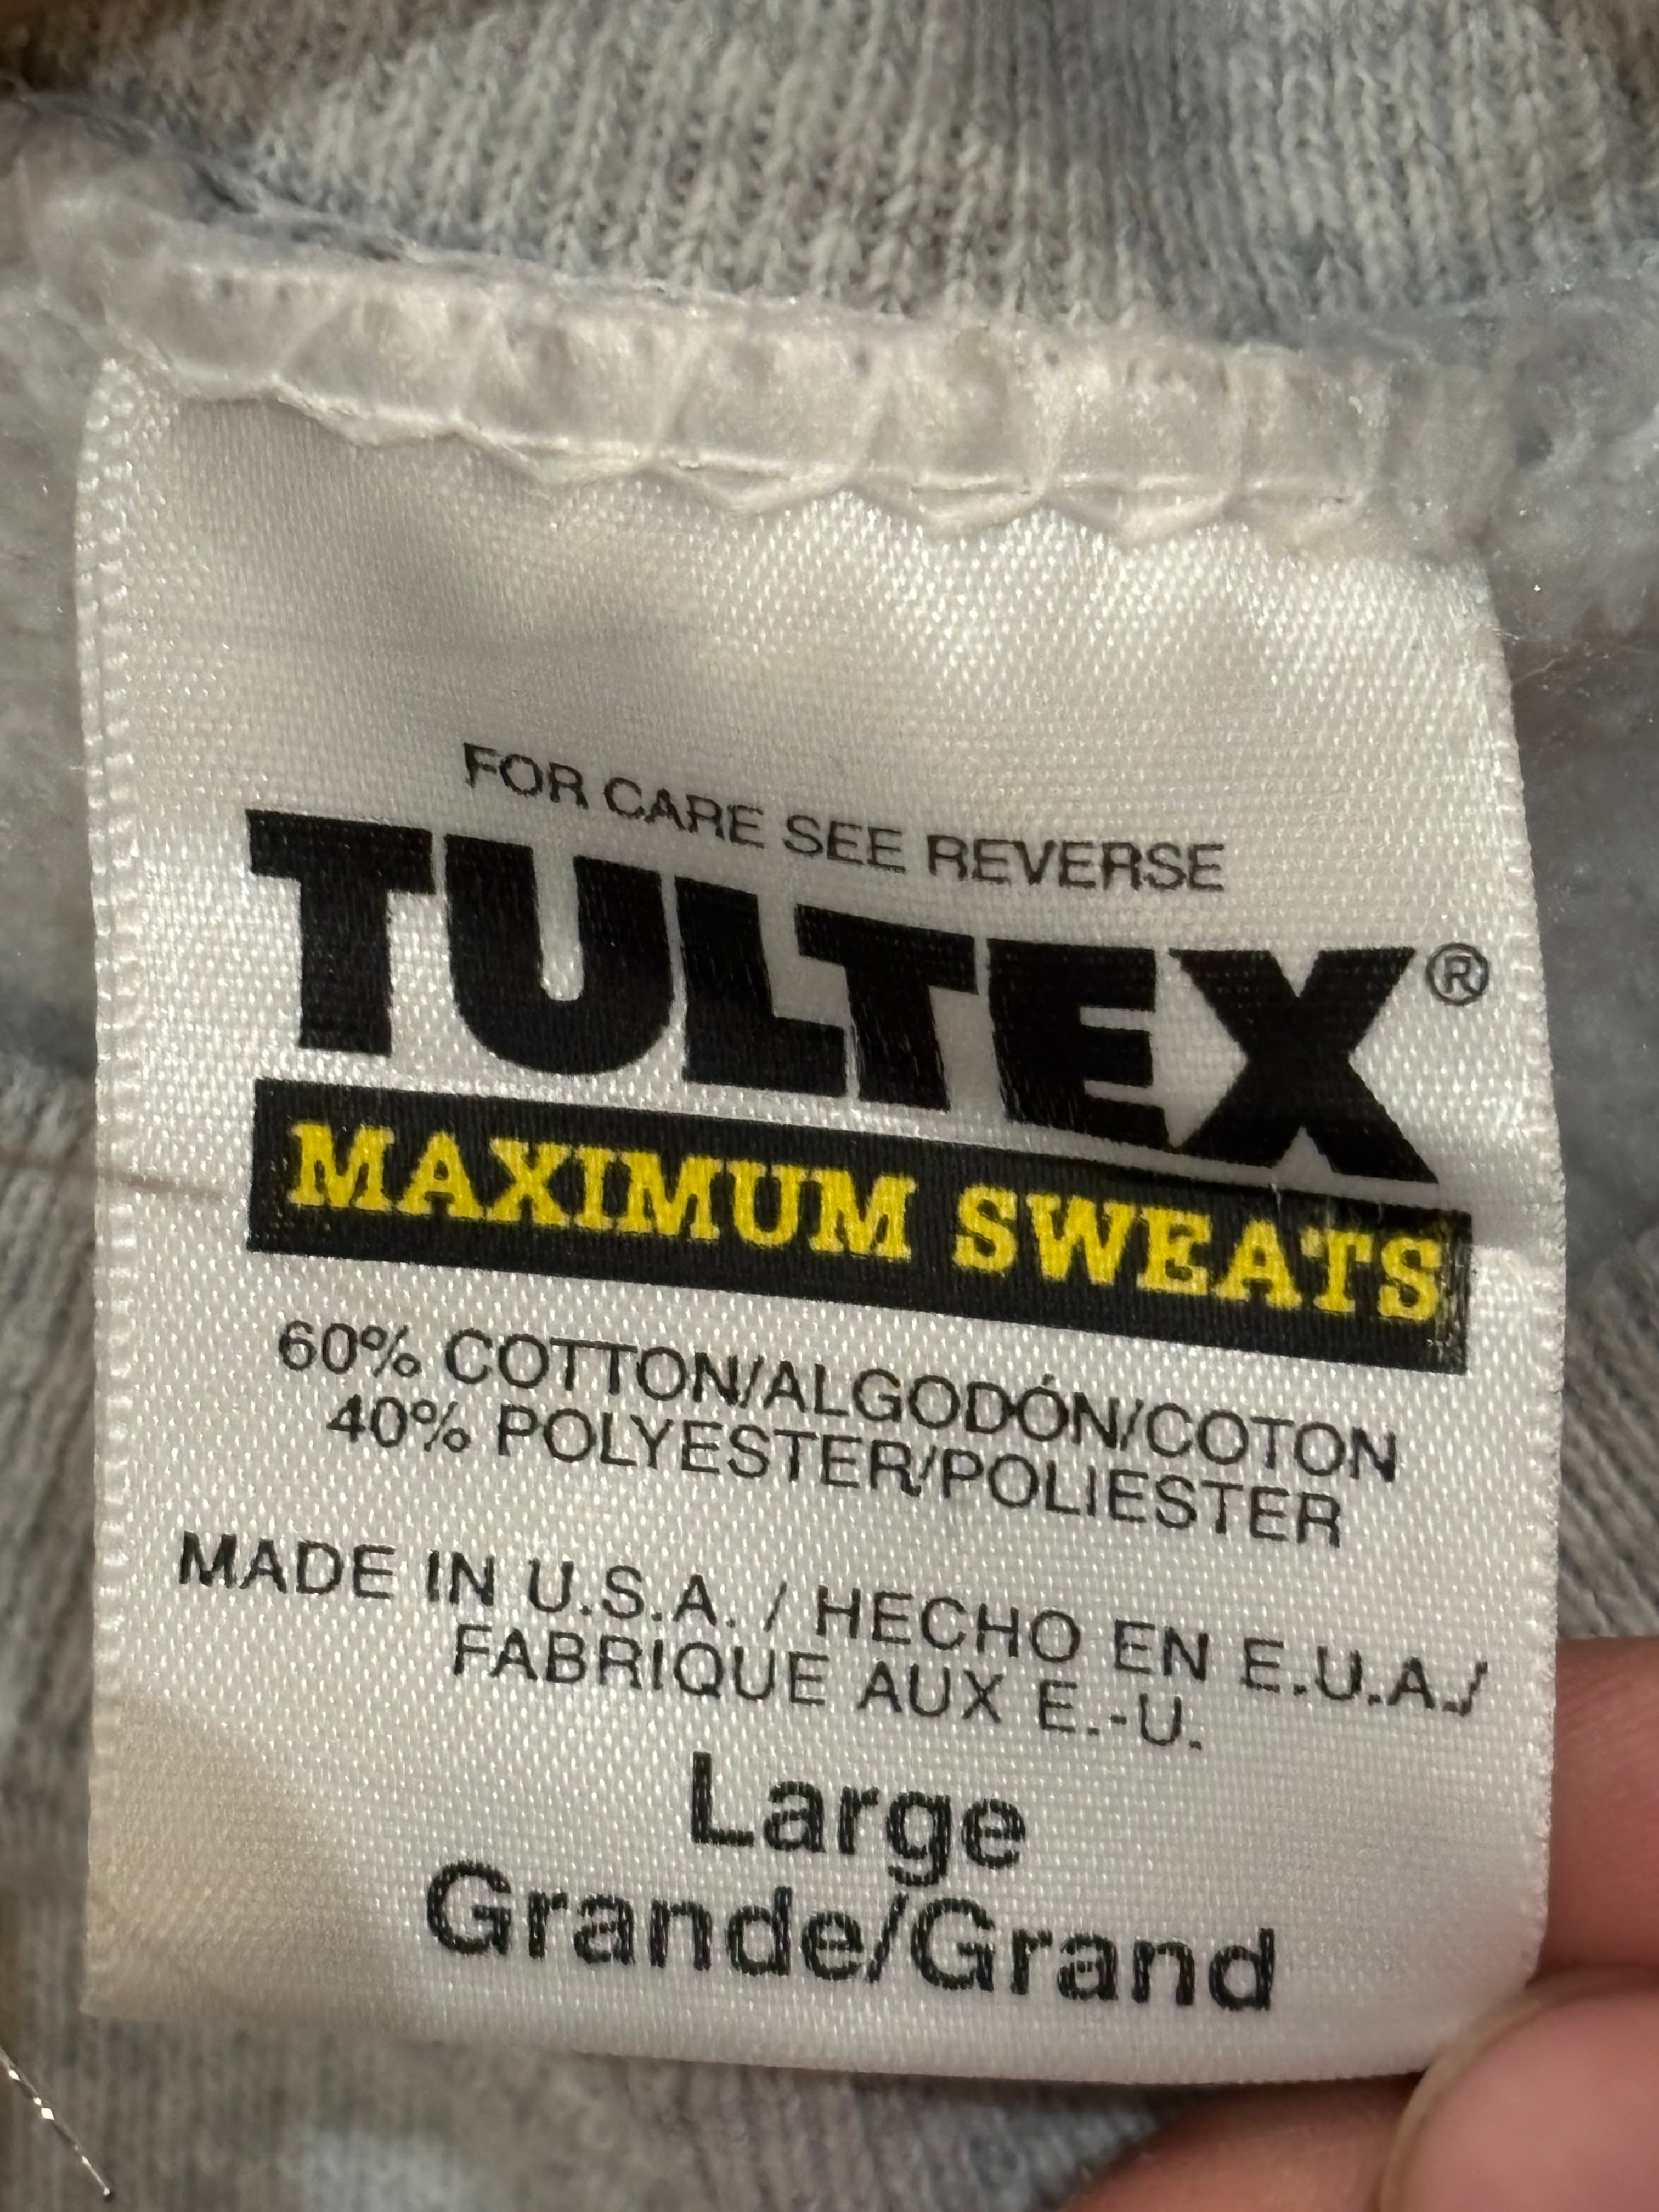 FOR CARE SEE REVERSE
TULTEX®
MAXIMUM SWEATS
60% COTTON/ALGODÓN/COTON
40% POLYESTER/POLIESTER
MADE IN U.S.A. / HECHO EN E.U.A./
FABRIQUE AUX E.-U.
Large
Grande/Grand